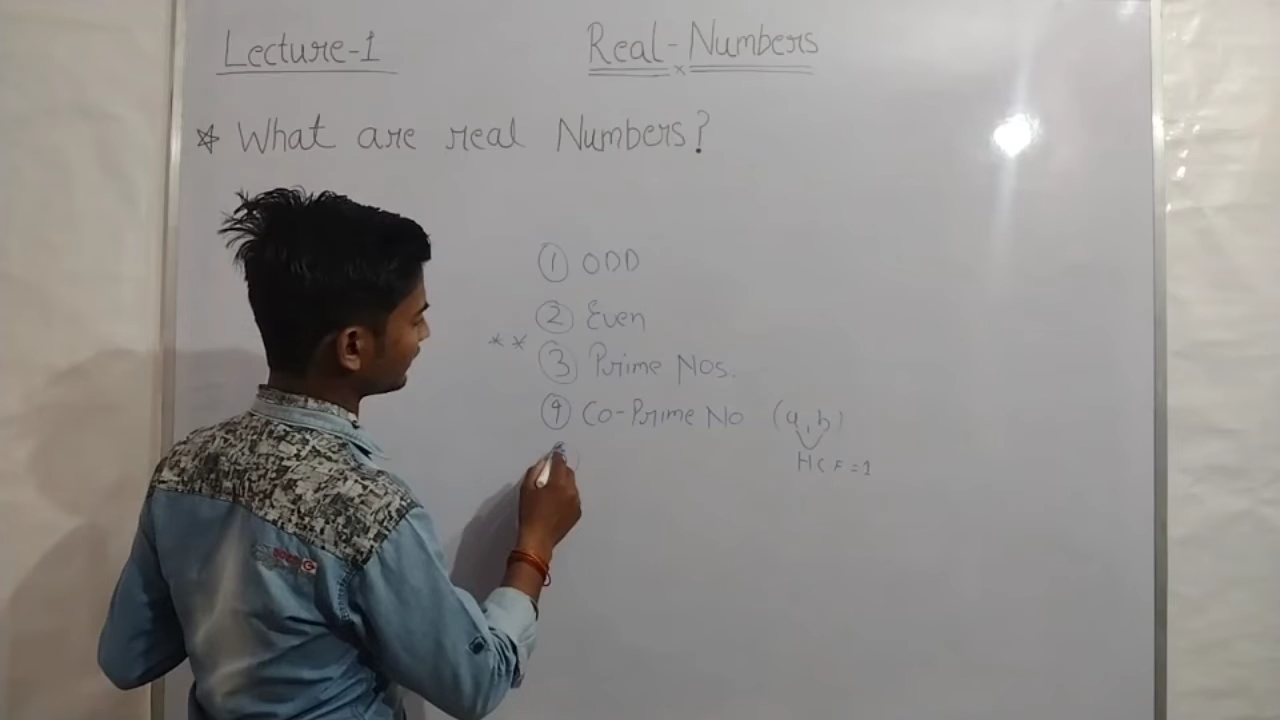 Lecture-1
Real-Numbers
What are real Numbers?
① ODD
② Even
** ③ Prime Nos.
④ Co-Prime No (a, b)
HCF=1